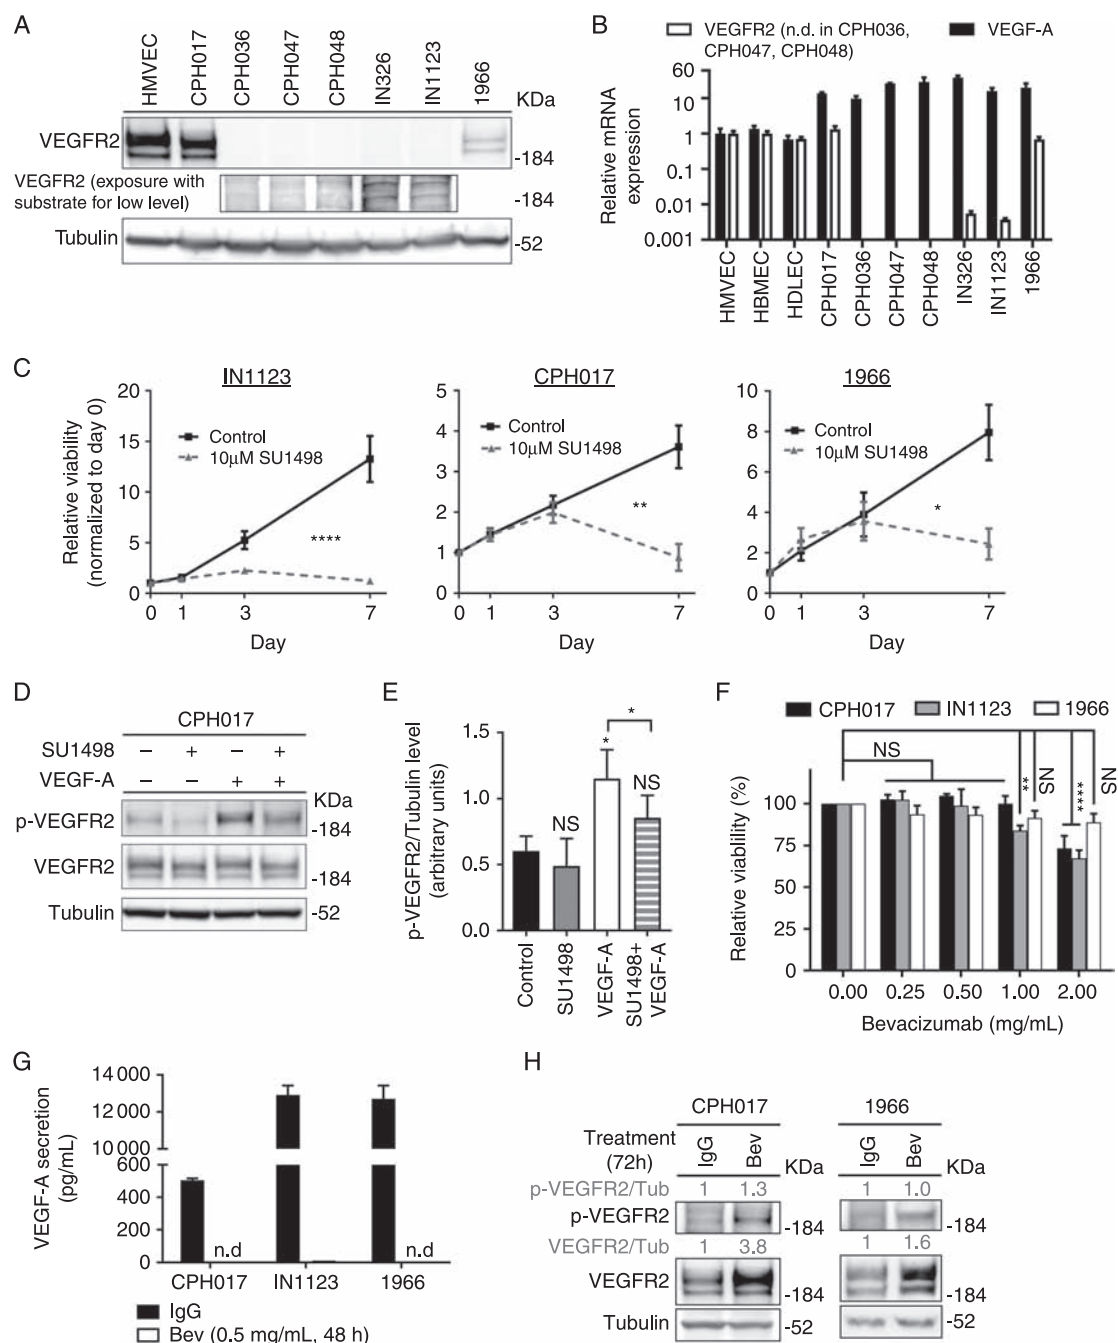 A
HMVEC CPH017 CPH036 CPH047 CPH048 IN326 IN1123 1966 KDa
VEGFR2
-184
VEGFR2 (exposure with
substrate for low level)
-184
Tubulin
-52
B
VEGFR2 (n.d. in CPH036,
CPH047, CPH048)
VEGF-A
Relative mRNA
expression
60
10
1
0.1
0.01
0.001
HMVEC HBMEC HDLEC CPH017 CPH036 CPH047 CPH048 IN326 IN1123 1966
C
IN1123
Relative viability
(normalized to day 0)
20
15
10
5
0
Control
10μM SU1498
****
0 1 3 7
Day
CPH017
5
4
3
2
1
0
Control
10μM SU1498
**
0 1 3 7
Day
1966
10
8
6
4
2
0
Control
10μM SU1498
*
0 1 3 7
Day
D
CPH017
SU1498 – + – +
VEGF-A – – + +
KDa
p-VEGFR2
-184
VEGFR2
-184
Tubulin
-52
E
p-VEGFR2/Tubulin level
(arbitrary units)
1.5
1.0
0.5
0.0
NS
*
*
NS
Control
SU1498
VEGF-A
SU1498+
VEGF-A
F
CPH017 IN1123 1966
Relative viablility (%)
100
75
50
25
0
NS
**
NS
****
NS
0.00 0.25 0.50 1.00 2.00
Bevacizumab (mg/mL)
G
VEGF-A secretion
(pg/mL)
14 000
12 000
10 000
600
400
200
0
n.d
n.d
CPH017 IN1123 1966
IgG
Bev (0.5 mg/mL, 48 h)
H
CPH017
Treatment
(72h)
IgG Bev KDa
p-VEGFR2/Tub 1 1.3
p-VEGFR2
-184
VEGFR2/Tub 1 3.8
VEGFR2
-184
Tubulin
-52
1966
IgG Bev KDa
1 1.0
-184
1 1.6
-184
-52